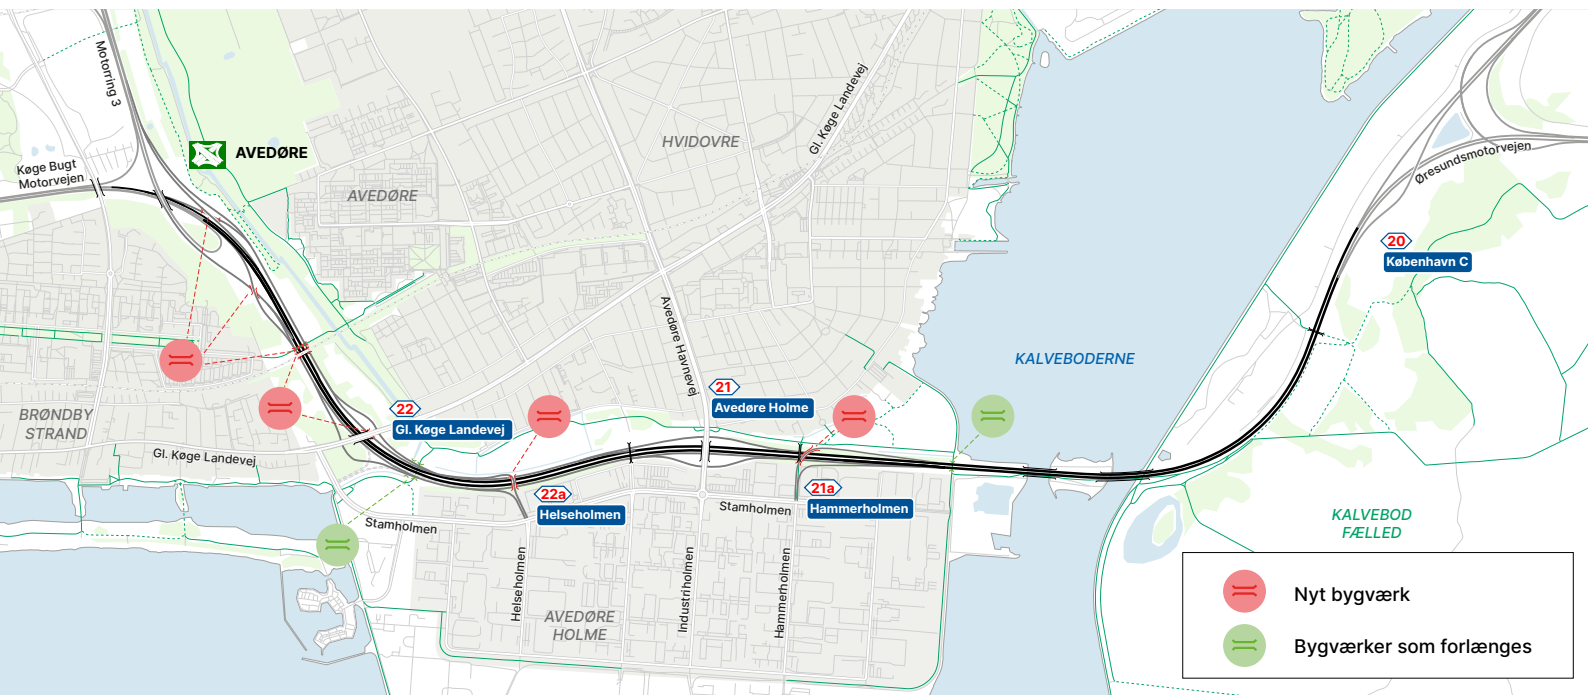 Motorring 3
AVEDØRE
Køge Bugt
Motorvejen
AVEDØRE
HVIDOVRE
Gl. Køge Landevej
Øresundsmotorvejen
20
København C
Avedøre Havnevej
KALVEBODERNE
21
Avedøre Holme
22
Gl. Køge Landevej
BRØNDBY
STRAND
Gl. Køge Landevej
22a
Helseholmen
21a
Hammerholmen
Stamholmen
Stamholmen
KALVEBOD
FÆLLED
Helseholmen
Industriholmen
Hammerholmen
AVEDØRE
HOLME
Nyt bygværk
Bygværker som forlænges